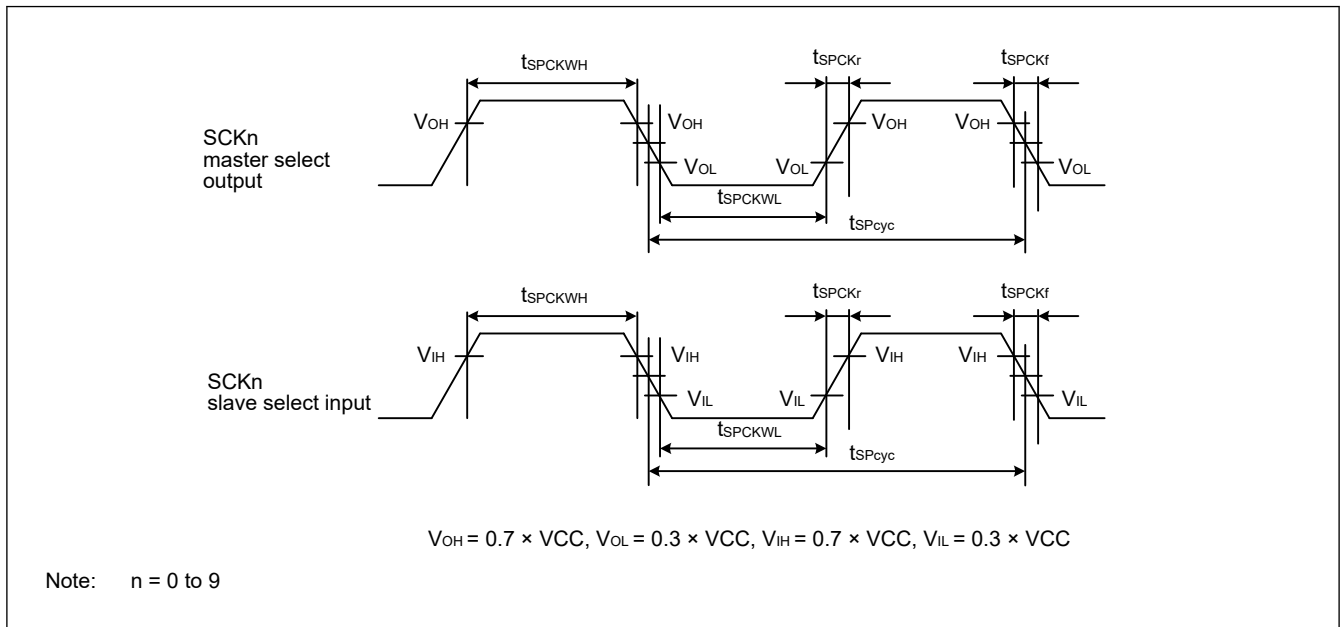 tSPCKWH tSPCKr tSPCKf
VOH VOH VOH VOH
SCKn
master select
output
VOL VOL VOL
tSPCKWL
tSPcyc
tSPCKWH tSPCKr tSPCKf
VIH VIH VIH VIH
SCKn
slave select input
VIL VIL VIL
tSPCKWL
tSPcyc
VOH = 0.7 × VCC, VOL = 0.3 × VCC, VIH = 0.7 × VCC, VIL = 0.3 × VCC
Note: n = 0 to 9